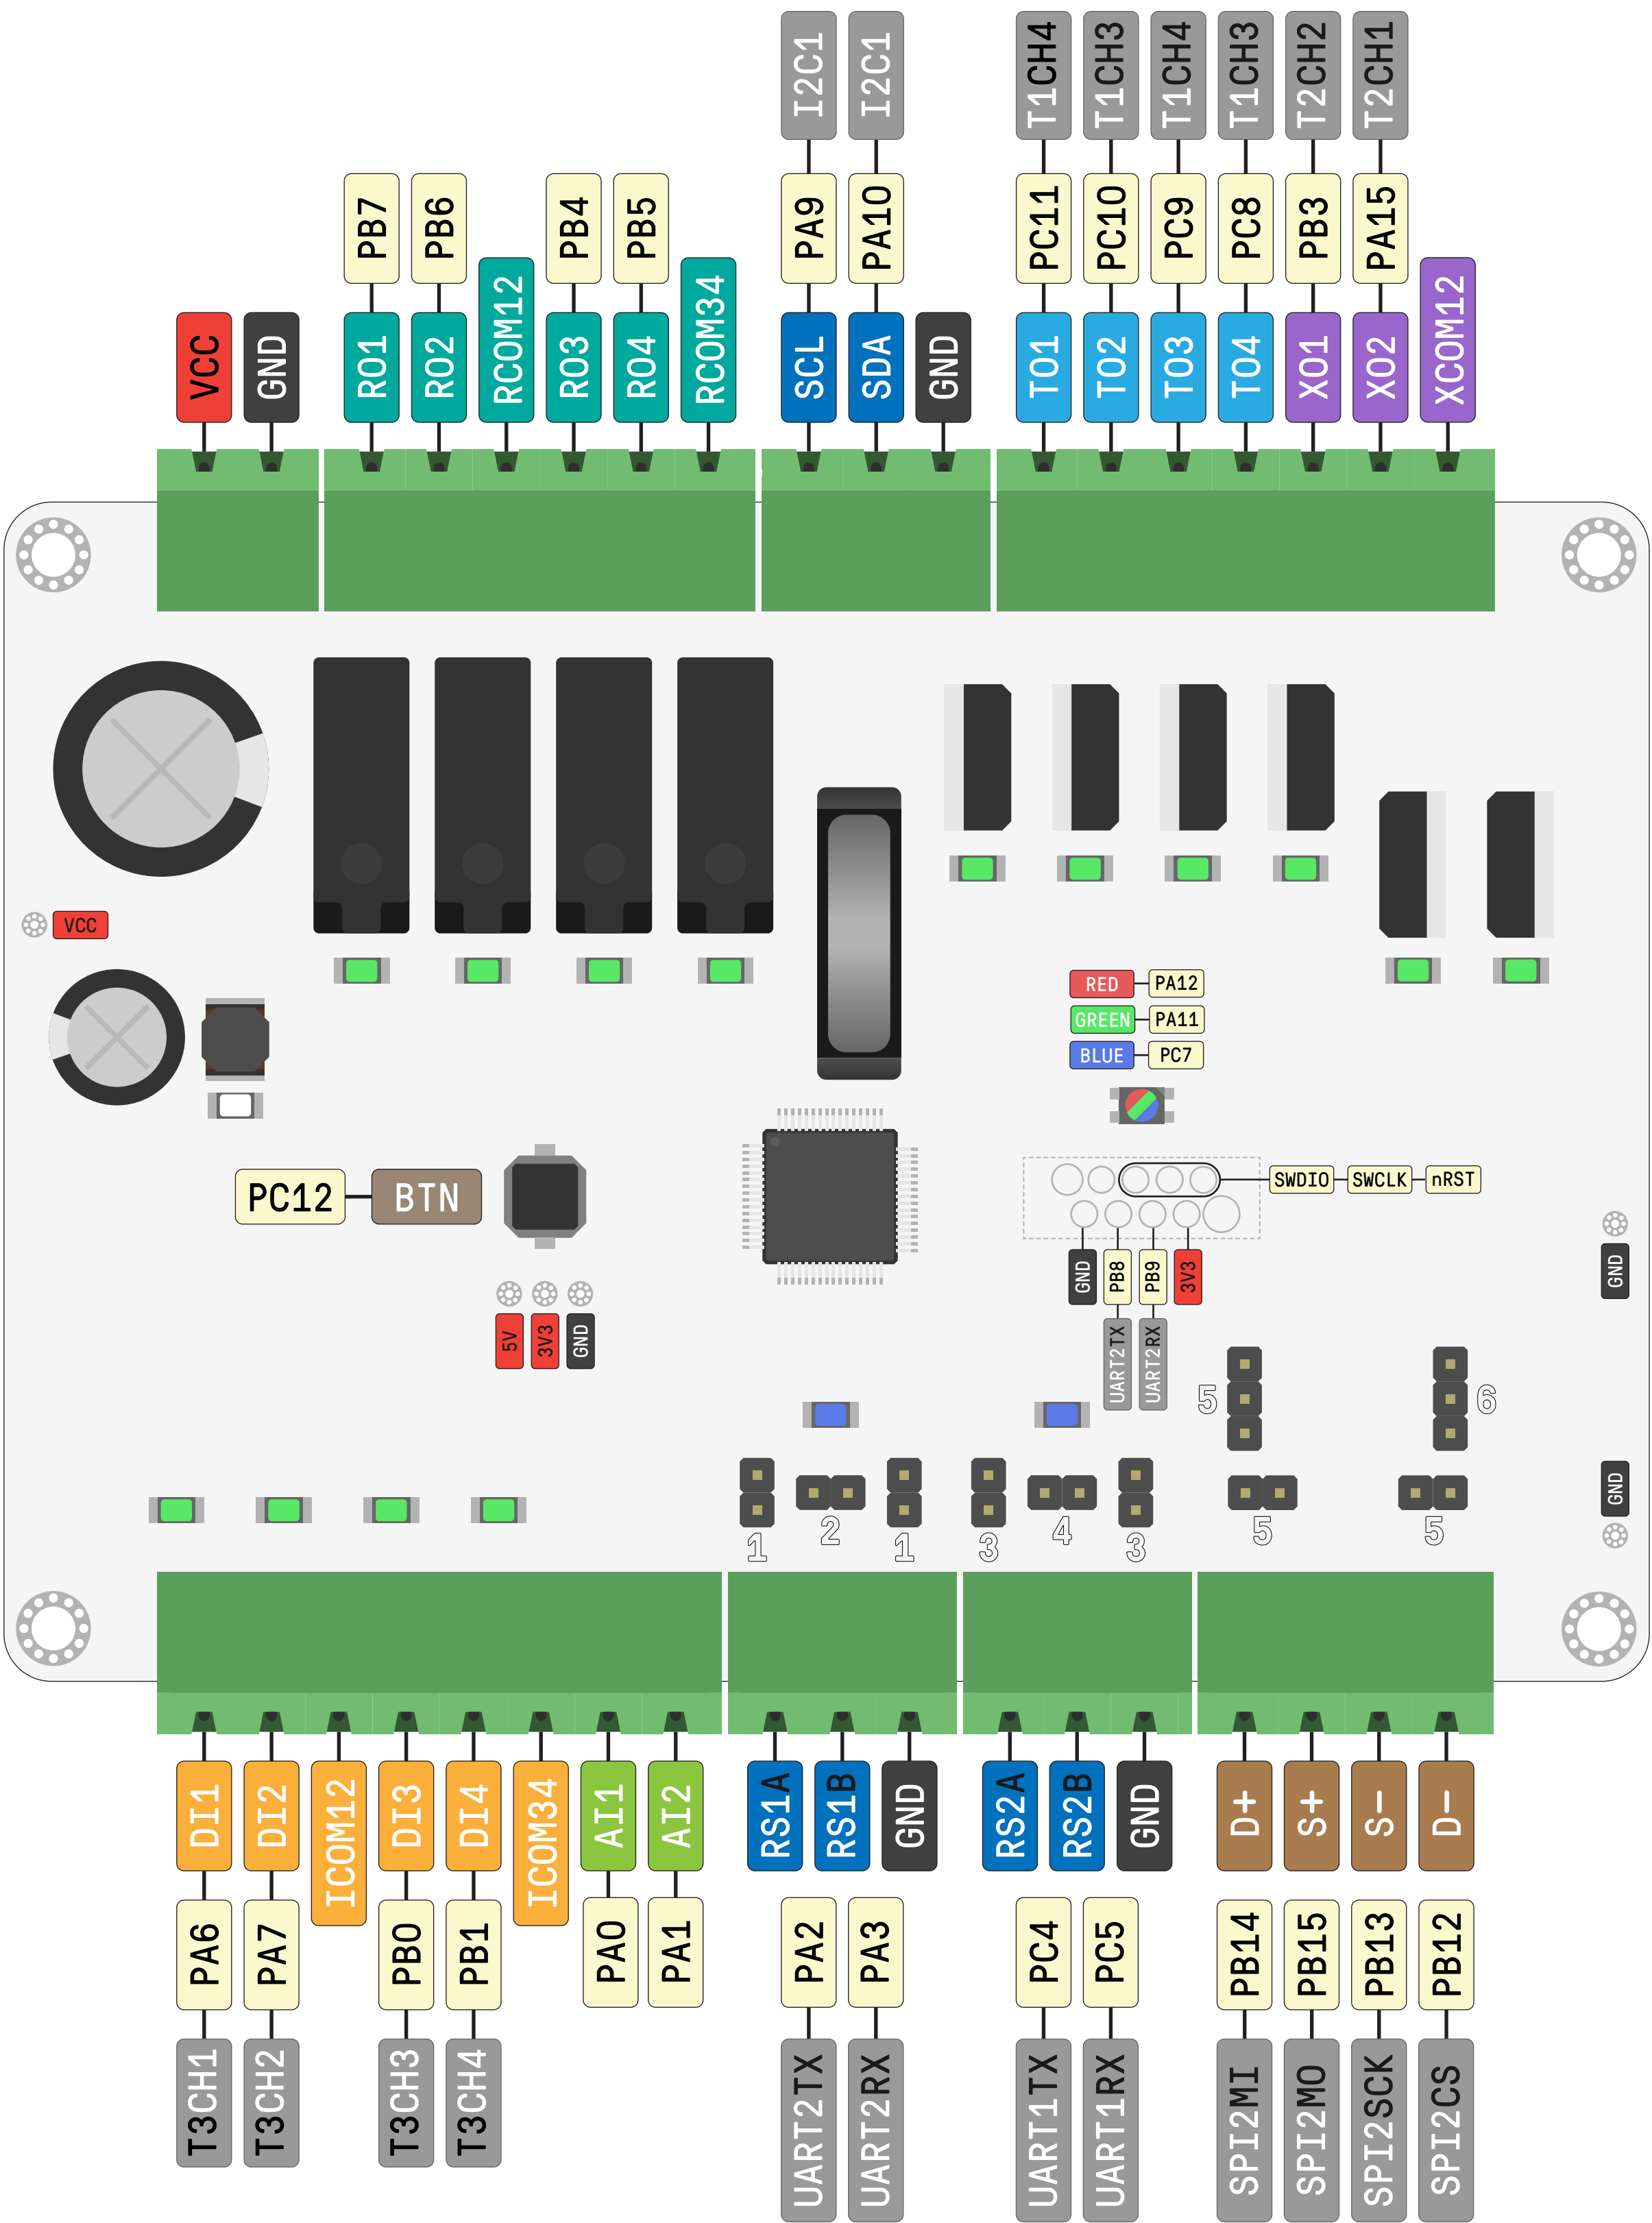 I2C1 I2C1 T1CH4 T1CH3 T1CH4 T1CH3 T2CH2 T2CH1
PB7 PB6 PB4 PB5 PA9 PA10 PC11 PC10 PC9 PC8 PB3 PA15
VCC GND RO1 RO2 RCOM12 RO3 RO4 RCOM34 SCL SDA GND TO1 TO2 TO3 TO4 XO1 XO2 XCOM12
VCC
RED PA12
GREEN PA11
BLUE PC7
PC12 BTN
SWDIO SWCLK nRST
GND PB8 PB9 3V3
GND
5V 3V3 GND
UART2TX UART2RX
5 6
GND
1 2 1 3 4 3 5 5
DI1 DI2 ICOM12 DI3 DI4 ICOM34 AI1 AI2 RS1A RS1B GND RS2A RS2B GND D+ S+ S- D-
PA6 PA7 PB0 PB1 PA0 PA1 PA2 PA3 PC4 PC5 PB14 PB15 PB13 PB12
T3CH1 T3CH2 T3CH3 T3CH4 UART2TX UART2RX UART1TX UART1RX SPI2MI SPI2MO SPI2SCK SPI2CS